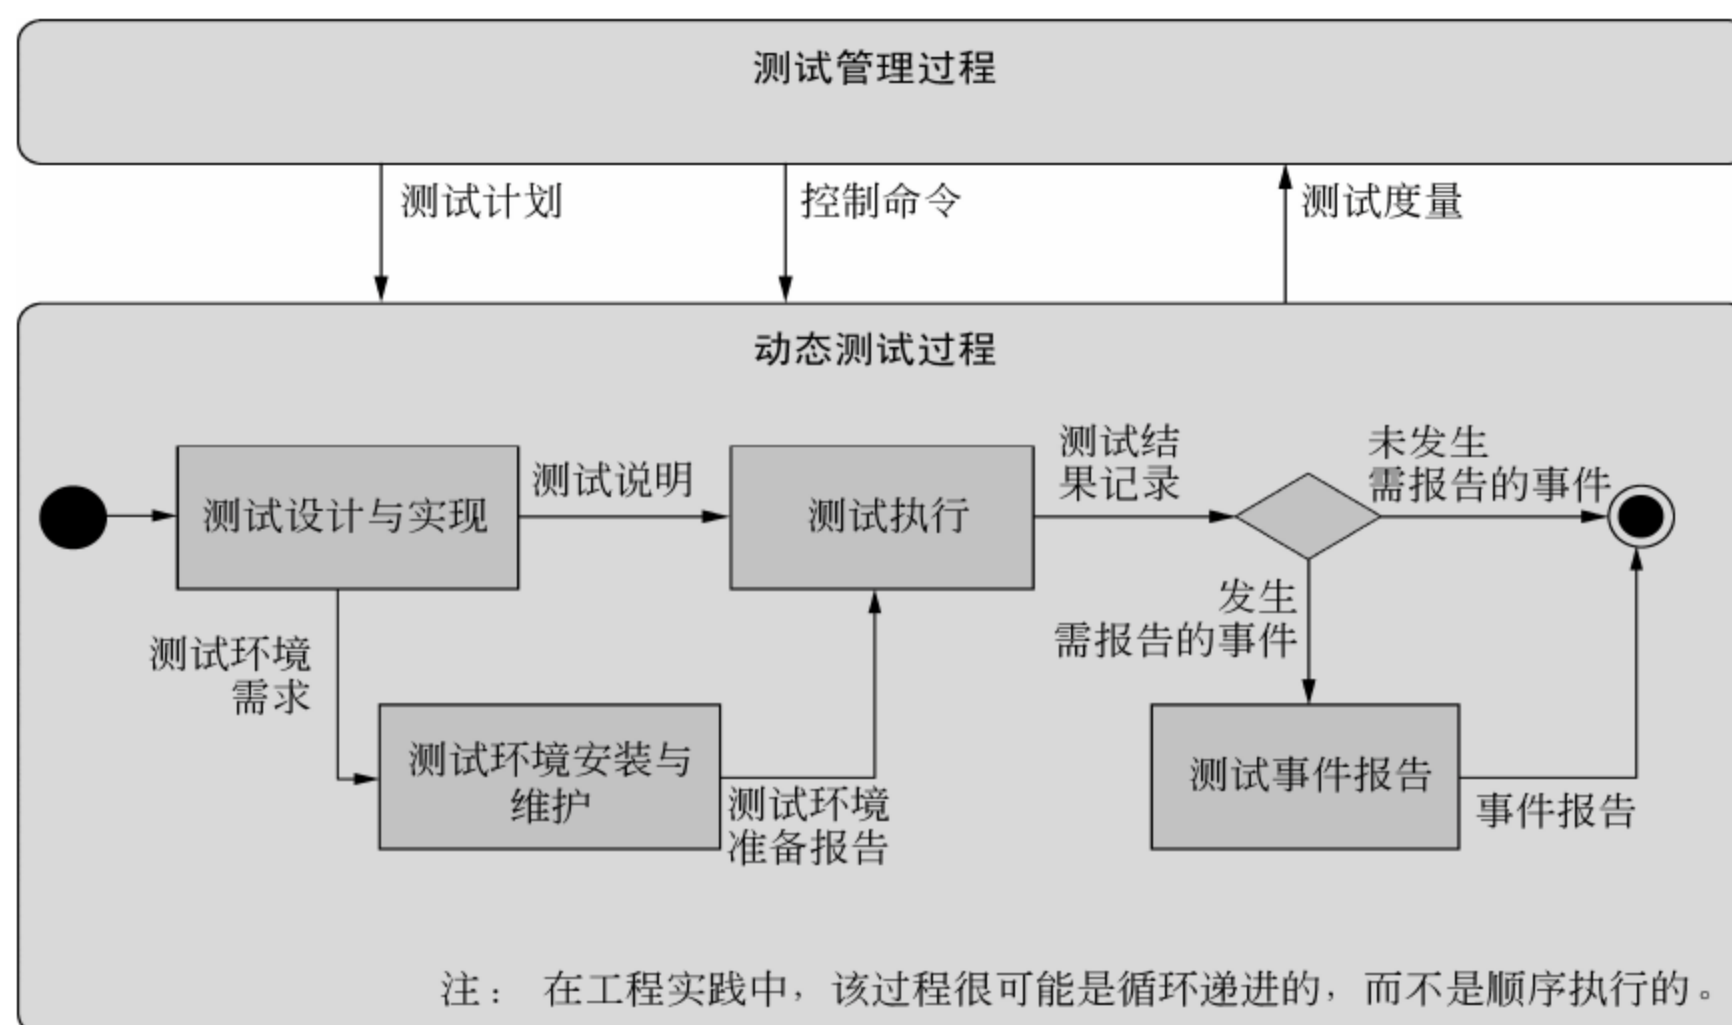 测试管理过程
测试计划
控制命令
测试度量
动态测试过程
测试设计与实现
测试说明
测试执行
测试结
果记录
未发生
需报告的事件
发生
需报告的事件
测试环境
需求
测试环境安装与
维护
测试环境
准备报告
测试事件报告
事件报告
注： 在工程实践中，该过程很可能是循环递进的，而不是顺序执行的。